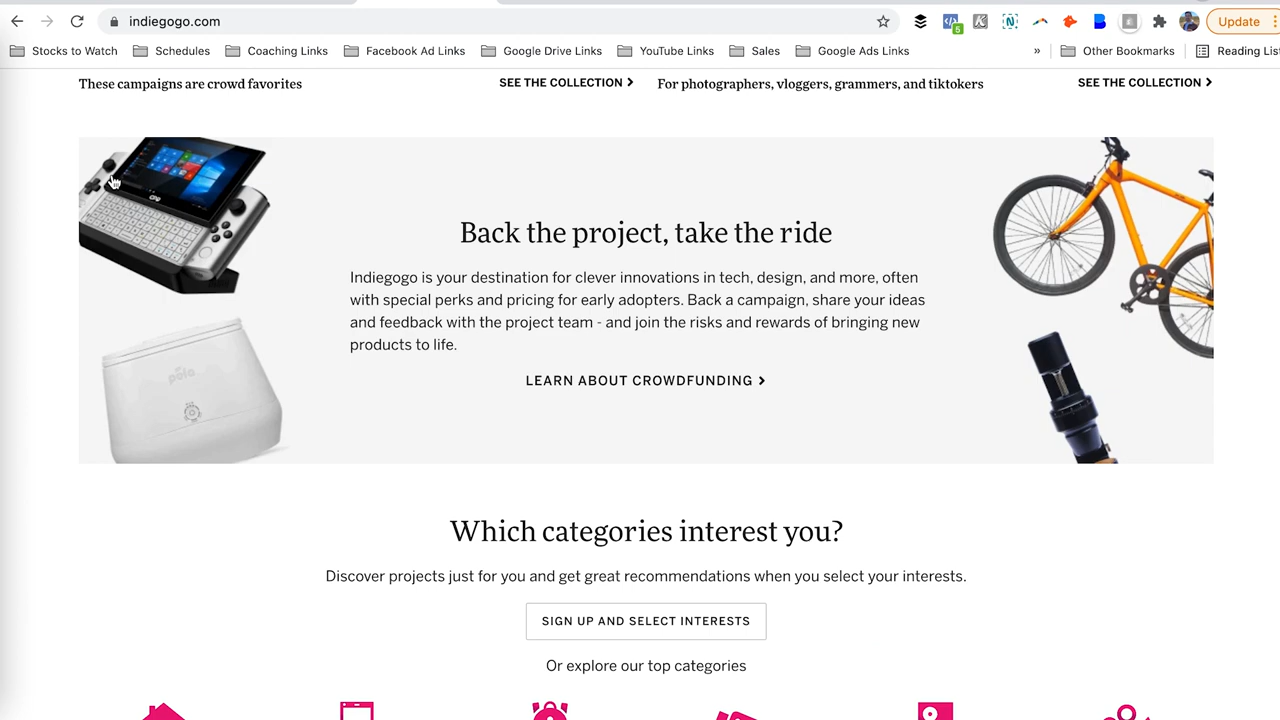 indiegogo.com
5
Update
Stocks to Watch
Schedules
Coaching Links
Facebook Ad Links
Google Drive Links
YouTube Links
Sales
Google Ads Links
»
Other Bookmarks
Reading List
These campaigns are crowd favorites
SEE THE COLLECTION
For photographers, vloggers, grammers, and tiktokers
SEE THE COLLECTION
Back the project, take the ride
Indiegogo is your destination for clever innovations in tech, design, and more, often
with special perks and pricing for early adopters. Back a campaign, share your ideas
and feedback with the project team - and join the risks and rewards of bringing new
products to life.
LEARN ABOUT CROWDFUNDING
pola
Which categories interest you?
Discover projects just for you and get great recommendations when you select your interests.
SIGN UP AND SELECT INTERESTS
Or explore our top categories